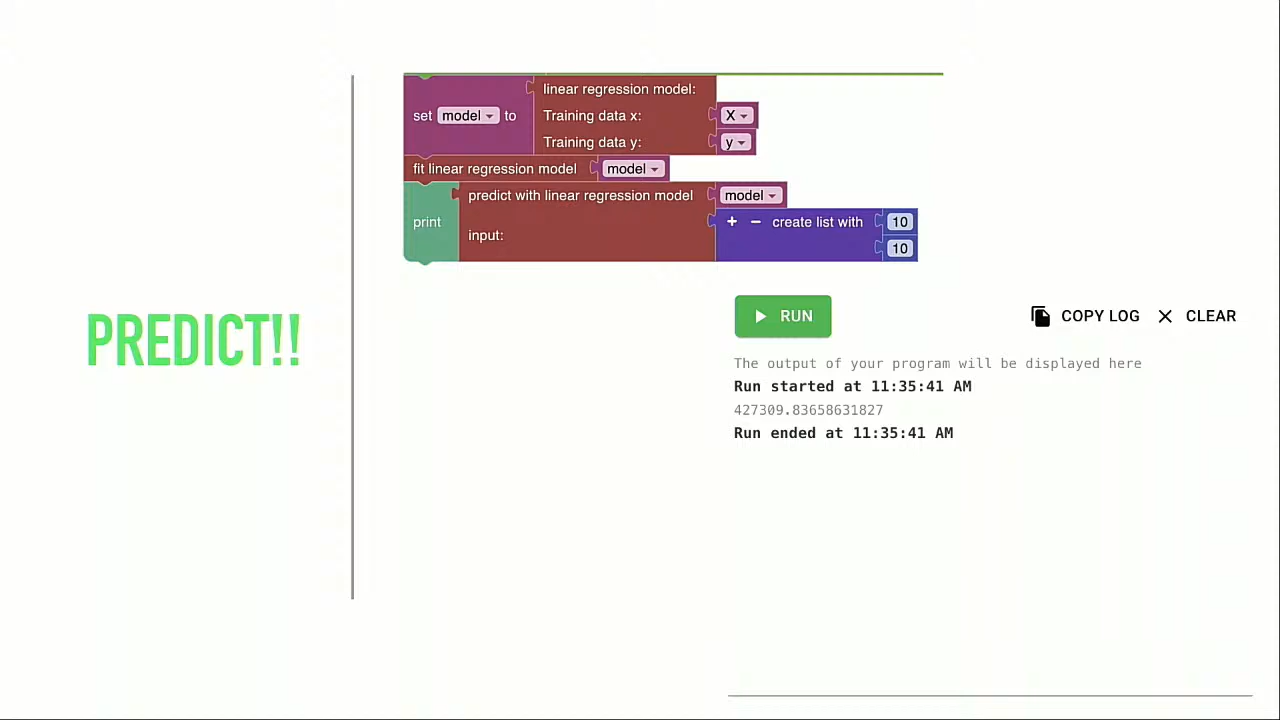 PREDICT!!
linear regression model:
set model to
Training data x: X
Training data y: y
fit linear regression model model
predict with linear regression model model
print
+ - create list with 10
input:
10
RUN
COPY LOG
CLEAR
The output of your program will be displayed here
Run started at 11:35:41 AM
427309.83658631827
Run ended at 11:35:41 AM